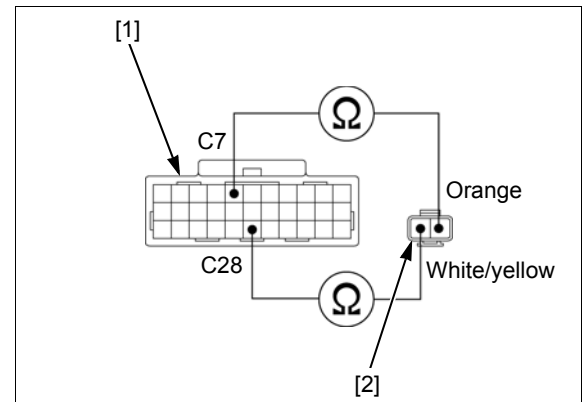 [1]
Ω
C7
Orange
C28
White/yellow
Ω
[2]